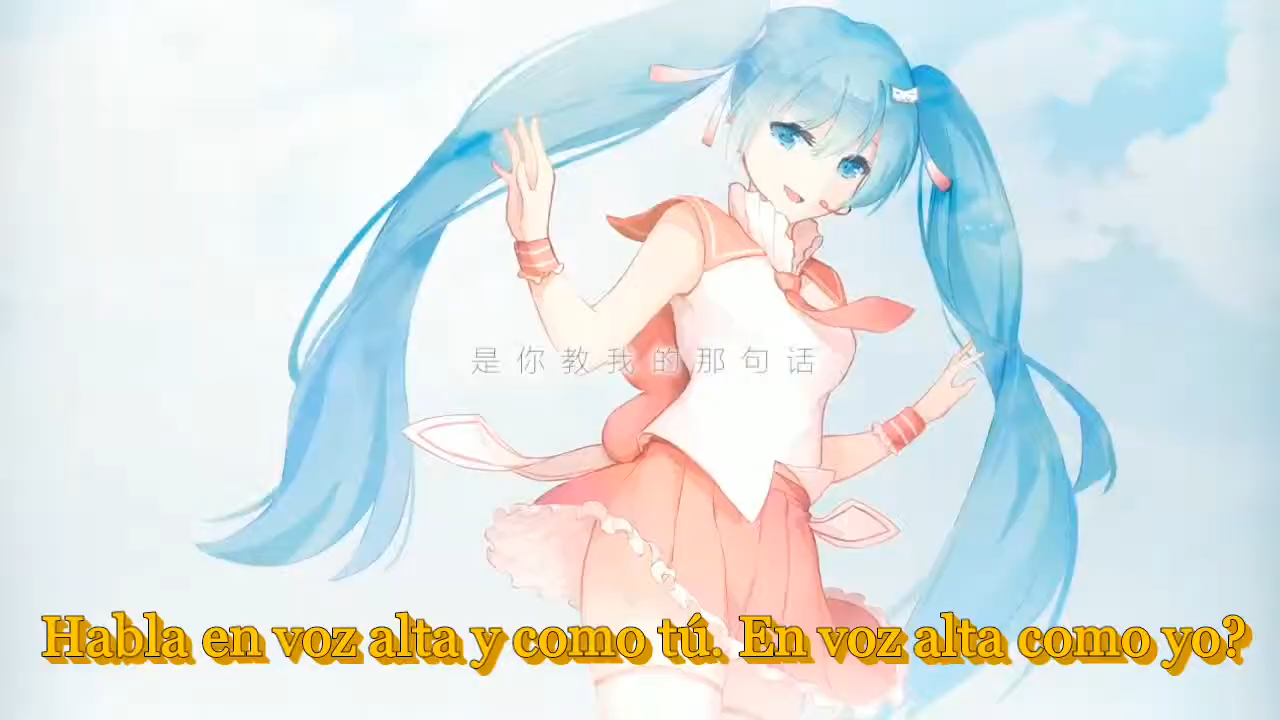 是你教我的那句话
Habla en voz alta y como tú. En voz alta como yo?